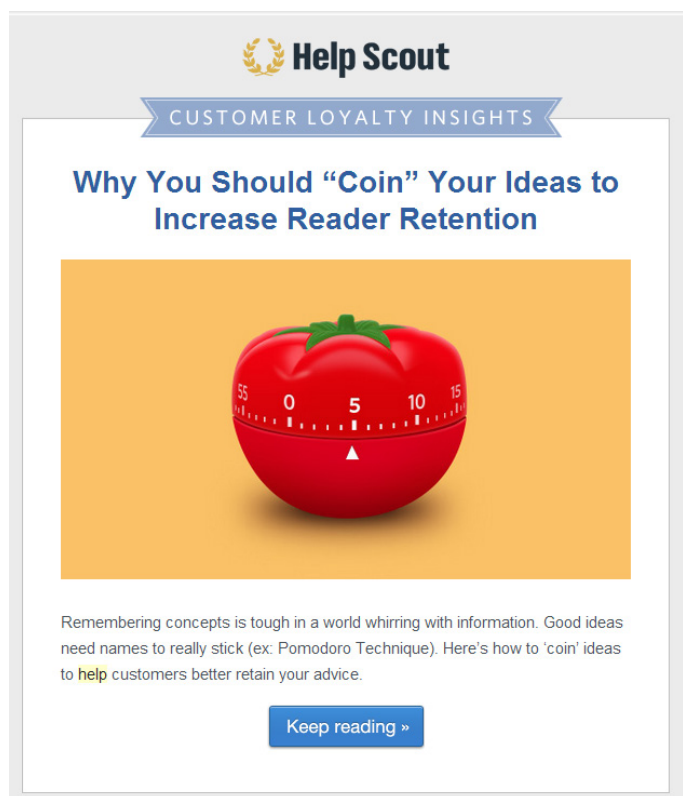 Help Scout
CUSTOMER LOYALTY INSIGHTS
Why You Should “Coin” Your Ideas to
Increase Reader Retention
55 0 5 10 15
Remembering concepts is tough in a world whirring with information. Good ideas
need names to really stick (ex: Pomodoro Technique). Here’s how to ‘coin’ ideas
to help customers better retain your advice.
Keep reading »